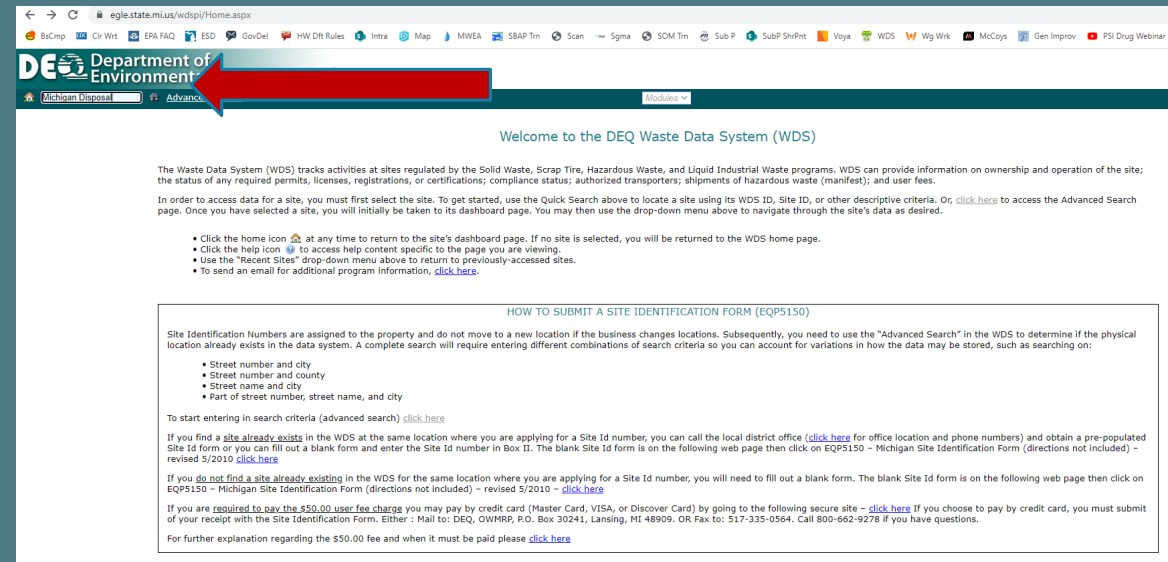 egle.state.mi.us/wdspi/Home.aspx
BsCmp Clr Wrt EPA FAQ ESD GovDel HW Dft Rules Intra Map MWEA SBAP Trn Scan Sgma SOM Trn Sub P SubP ShrPnt Voya WDS Wg Wrk McCoys Gen Improv PSI Drug Webinar
DEQ Department of
Environment
Michigan Disposal Advance Modules
Welcome to the DEQ Waste Data System (WDS)
The Waste Data System (WDS) tracks activities at sites regulated by the Solid Waste, Scrap Tire, Hazardous Waste, and Liquid Industrial Waste programs. WDS can provide information on ownership and operation of the site;
the status of any required permits, licenses, registrations, or certifications; compliance status; authorized transporters; shipments of hazardous waste (manifest); and user fees.
In order to access data for a site, you must first select the site. To get started, use the Quick Search above to locate a site using its WDS ID, Site ID, or other descriptive criteria. Or, click here to access the Advanced Search
page. Once you have selected a site, you will initially be taken to its dashboard page. You may then use the drop-down menu above to navigate through the site's data as desired.
• Click the home icon at any time to return to the site's dashboard page. If no site is selected, you will be returned to the WDS home page.
• Click the help icon to access help content specific to the page you are viewing.
• Use the "Recent Sites" drop-down menu above to return to previously-accessed sites.
• To send an email for additional program information, click here.
HOW TO SUBMIT A SITE IDENTIFICATION FORM (EQP5150)
Site Identification Numbers are assigned to the property and do not move to a new location if the business changes locations. Subsequently, you need to use the "Advanced Search" in the WDS to determine if the physical
location already exists in the data system. A complete search will require entering different combinations of search criteria so you can account for variations in how the data may be stored, such as searching on:
• Street number and city
• Street number and county
• Street name and city
• Part of street number, street name, and city
To start entering in search criteria (advanced search) click here
If you find a site already exists in the WDS at the same location where you are applying for a Site Id number, you can call the local district office (click here for office location and phone numbers) and obtain a pre-populated
Site Id form or you can fill out a blank form and enter the Site Id number in Box II. The blank Site Id form is on the following web page then click on EQP5150 – Michigan Site Identification Form (directions not included) –
revised 5/2010 click here
If you do not find a site already existing in the WDS for the same location where you are applying for a Site Id number, you will need to fill out a blank form. The blank Site Id form is on the following web page then click on
EQP5150 – Michigan Site Identification Form (directions not included) – revised 5/2010 – click here
If you are required to pay the $50.00 user fee charge you may pay by credit card (Master Card, VISA, or Discover Card) by going to the following secure site – click here If you choose to pay by credit card, you must submit
of your receipt with the Site Identification Form. Either : Mail to: DEQ, OWMRP, P.O. Box 30241, Lansing, MI 48909. OR Fax to: 517-335-0564. Call 800-662-9278 if you have questions.
For further explanation regarding the $50.00 fee and when it must be paid please click here